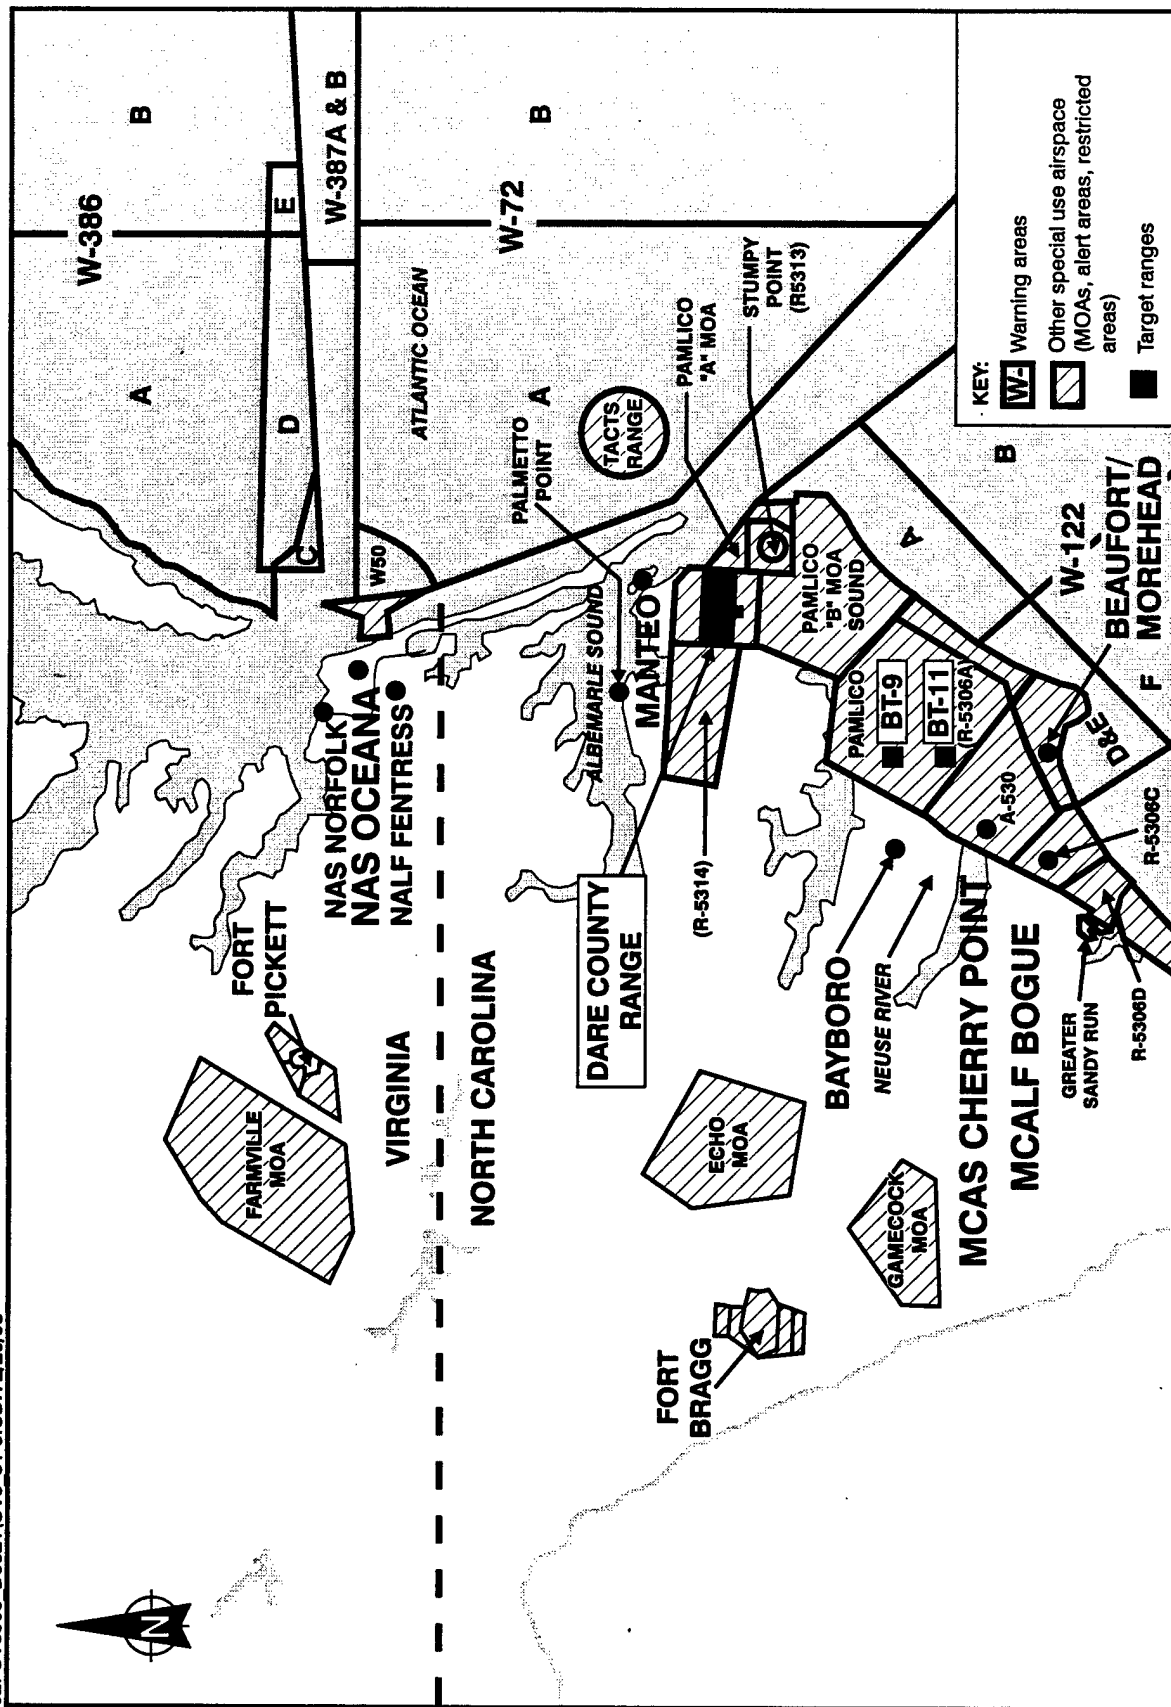 W-386
B
A
E
D
C
W-387A & B
W-72
B
A
W50
ATLANTIC OCEAN
TACTS
RANGE
PALMETTO
POINT
PAMLICO
"A" MOA
STUMPY
POINT
(R5313)
NAS NORFOLK
NAS OCEANA
NALF FENTRESS
FORT
PICKETT
FARMVILLE
MOA
VIRGINIA
NORTH CAROLINA
ALBEMARLE SOUND
MANTEO
DARE COUNTY
RANGE
(R-5314)
PAMLICO
"B" MOA
SOUND
PAMILICO
BT-9
BT-11
(R-5306A)
A-530
BAYBORO
NEUSE RIVER
MCAS CHERRY POINT
MCALF BOGUE
GREATER
SANDY RUN
R-5306D
R-5306C
BEAUFORT/
MOREHEAD
W-122
A
B
D&E
F
ECHO
MOA
GAMECOCK
MOA
FORT
BRAGG
N
KEY:
W-
Warning areas
Other special use airspace
(MOAs, alert areas, restricted
areas)
Target ranges